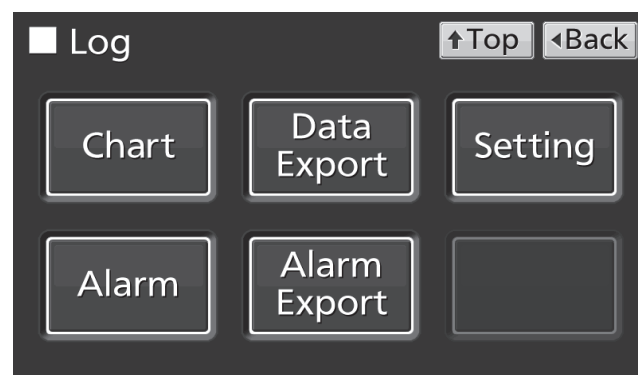 Log
↑Top
◂Back
Chart
Data
Export
Setting
Alarm
Alarm
Export